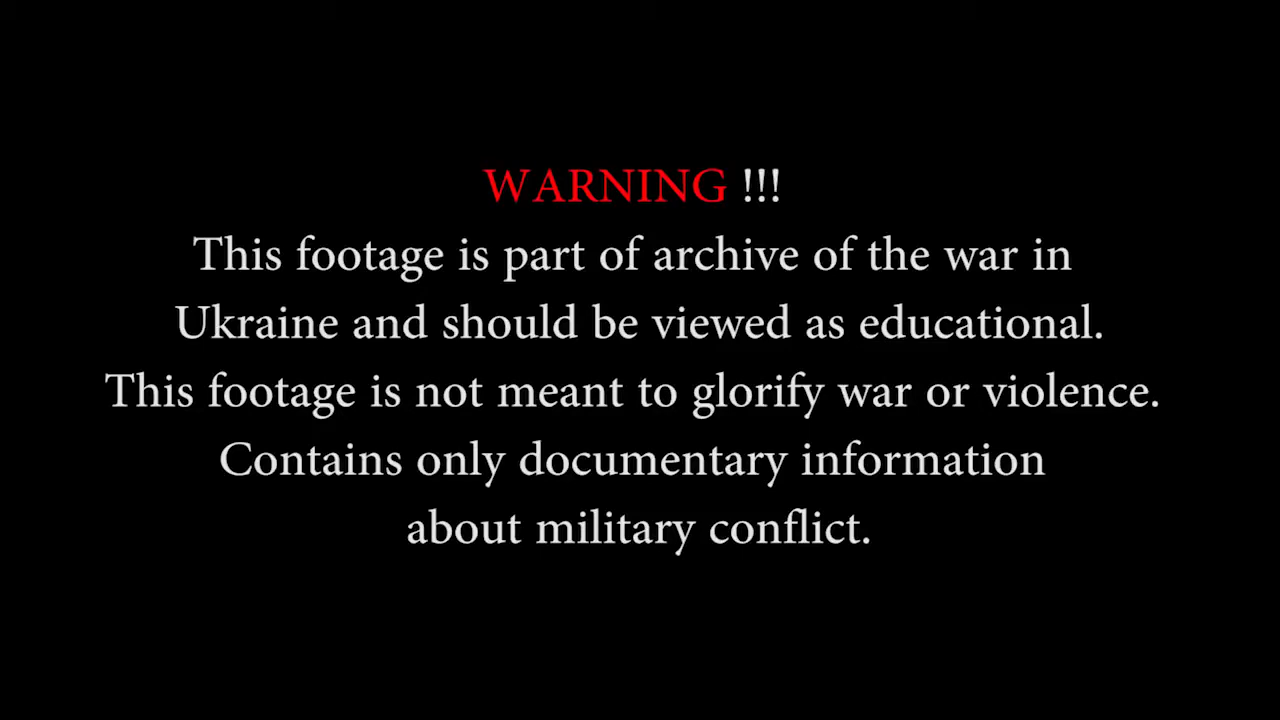 WARNING !!!
This footage is part of archive of the war in
Ukraine and should be viewed as educational.
This footage is not meant to glorify war or violence.
Contains only documentary information
about military conflict.